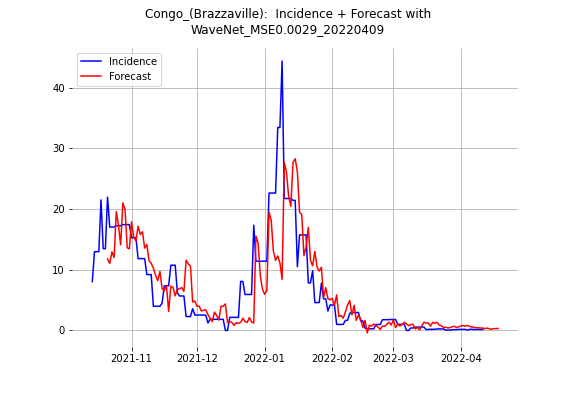 Congo_(Brazzaville):  Incidence + Forecast with
WaveNet_MSE0.0029_20220409
Incidence
Forecast
40
30
20
10
0
2021-11
2021-12
2022-01
2022-02
2022-03
2022-04